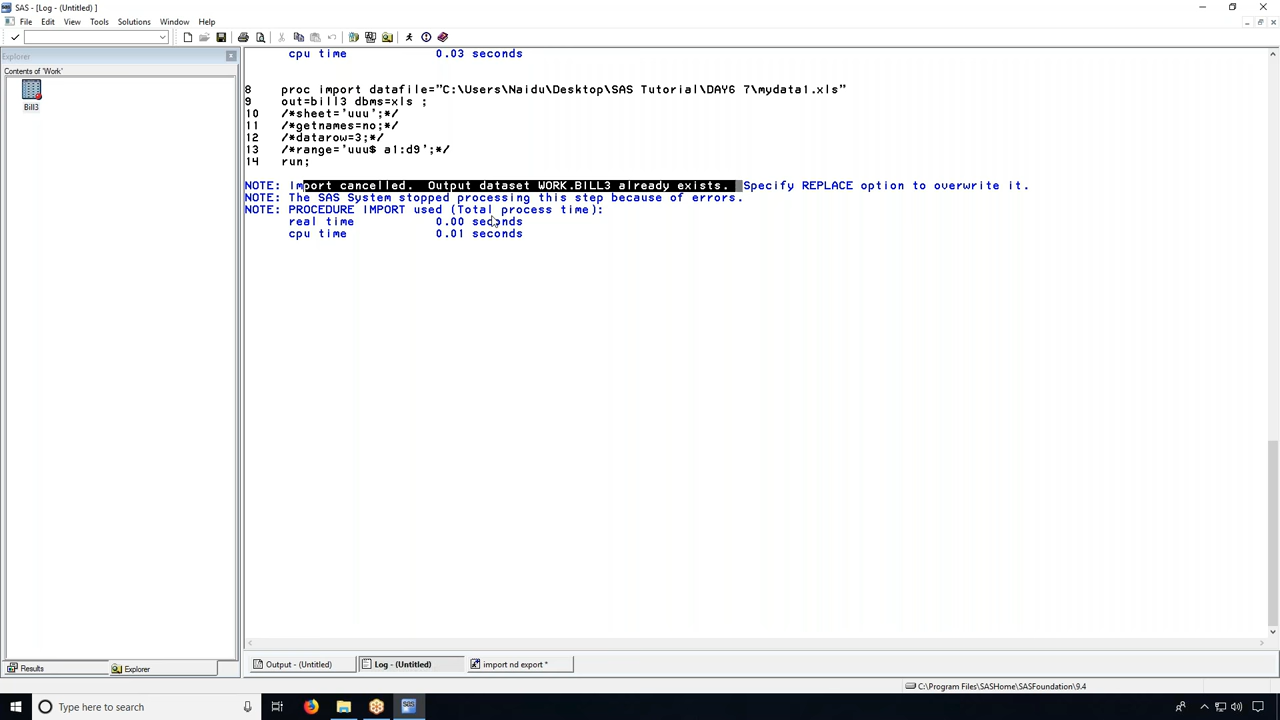 SAS - [Log - (Untitled) ]
File Edit View Tools Solutions Window Help
Explorer
Contents of 'Work'
Bill3
cpu time 0.03 seconds
8 proc import datafile="C:\Users\Naidu\Desktop\SAS Tutorial\DAY6 7\mydata1.xls"
9 out=bill3 dbms=xls ;
10 /*sheet='uuu';*/
11 /*getnames=no;*/
12 /*datarow=3;*/
13 /*range='uuu$ a1:d9';*/
14 run;
NOTE: Import cancelled. Output dataset WORK.BILL3 already exists. Specify REPLACE option to overwrite it.
NOTE: The SAS System stopped processing this step because of errors.
NOTE: PROCEDURE IMPORT used (Total process time):
real time 0.00 seconds
cpu time 0.01 seconds
Results Explorer
Output - (Untitled) Log - (Untitled) import nd export *
C:\Program Files\SASHome\SASFoundation\9.4
SAS
Type here to search